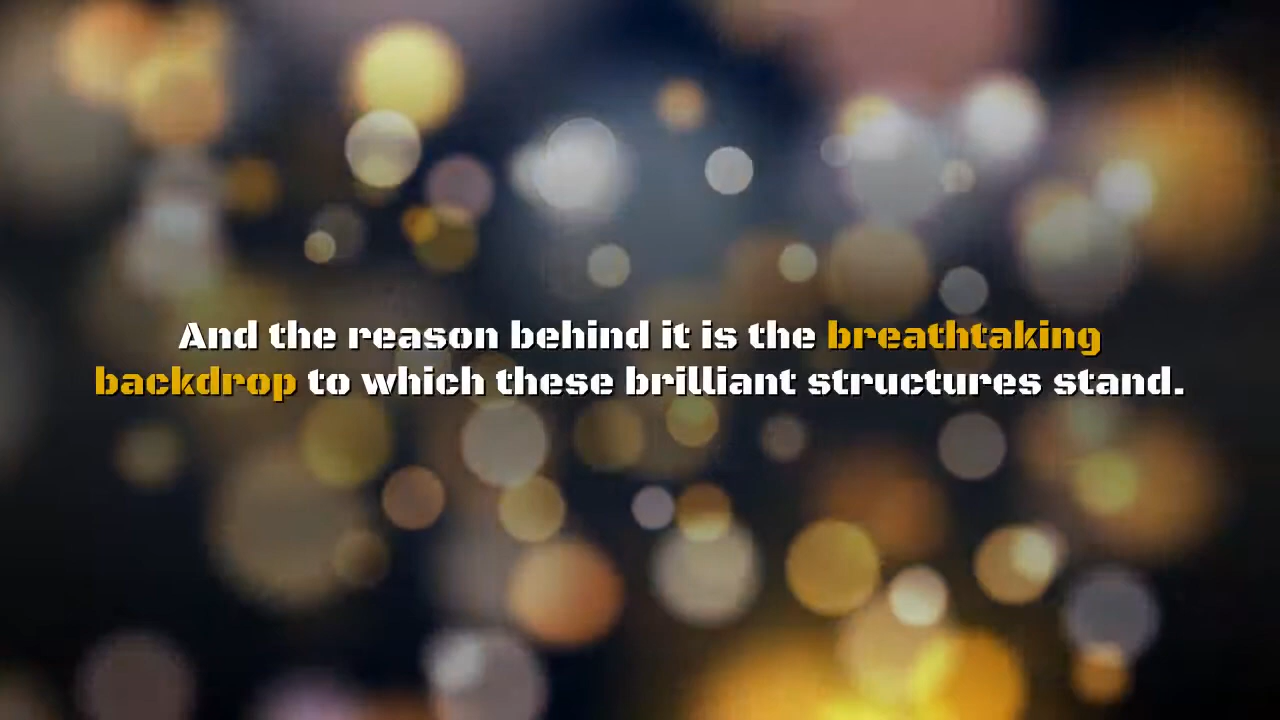 And the reason behind it is the breathtaking
backdrop to which these brilliant structures stand.